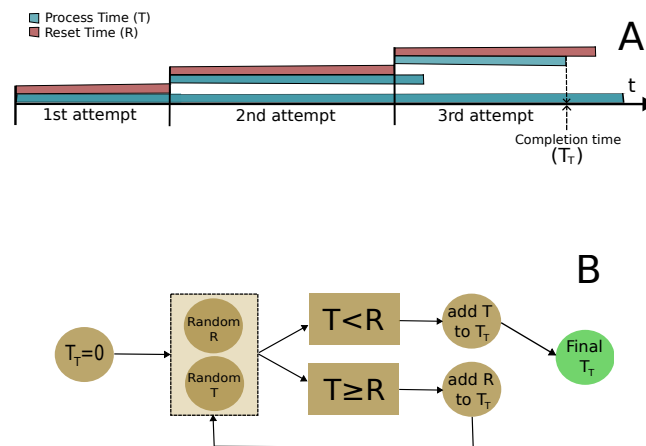 Process Time (T)
Reset Time (R)
A
t
1st attempt
2nd attempt
3rd attempt
Completion time
(T_T)
B
T_T=0
Random
R
Random
T
T<R
T≥R
add T
to T_T
add R
to T_T
Final
T_T